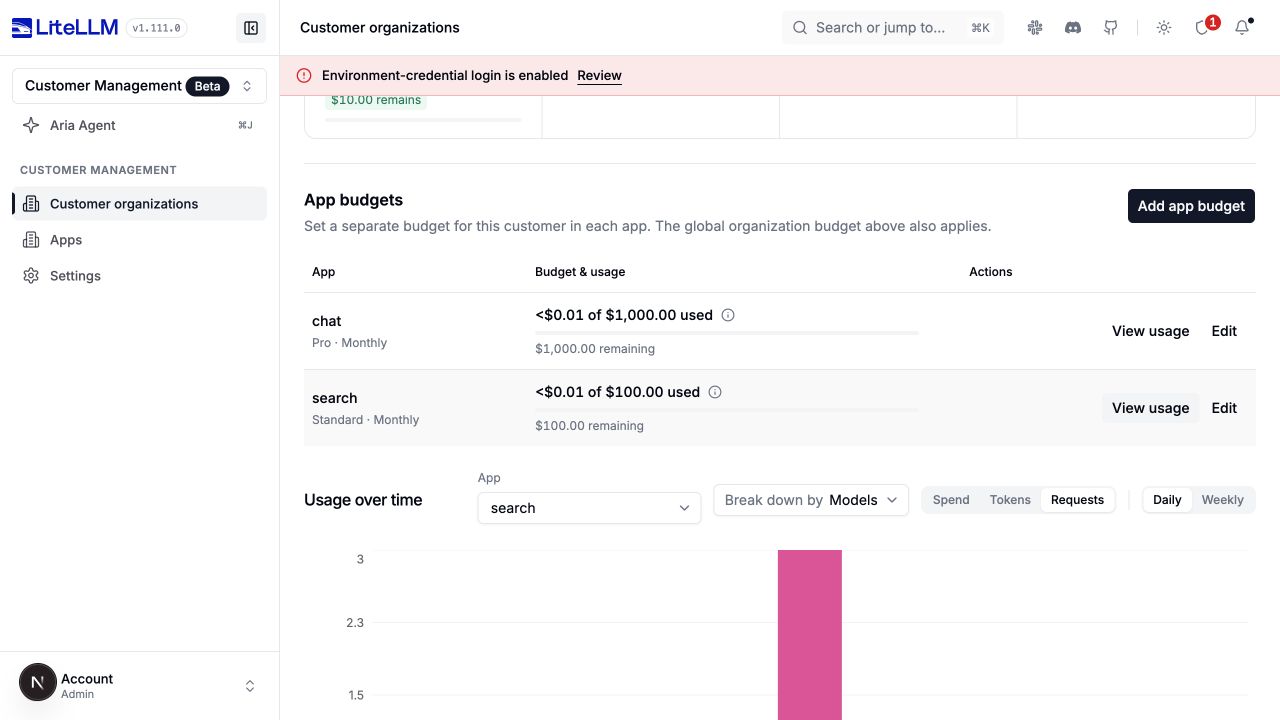 LiteLLM v1.111.0
Customer organizations
Search or jump to... ⌘K
1
Environment-credential login is enabled Review
Customer Management Beta
Aria Agent ⌘J
CUSTOMER MANAGEMENT
Customer organizations
Apps
Settings
$10.00 remains
App budgets
Set a separate budget for this customer in each app. The global organization budget above also applies.
Add app budget
App Budget & usage Actions
chat
Pro · Monthly
<$0.01 of $1,000.00 used
$1,000.00 remaining
View usage Edit
search
Standard · Monthly
<$0.01 of $100.00 used
$100.00 remaining
View usage Edit
Usage over time
App
search
Break down by Models
Spend Tokens Requests
Daily Weekly
3
2.3
1.5
N
Account
Admin